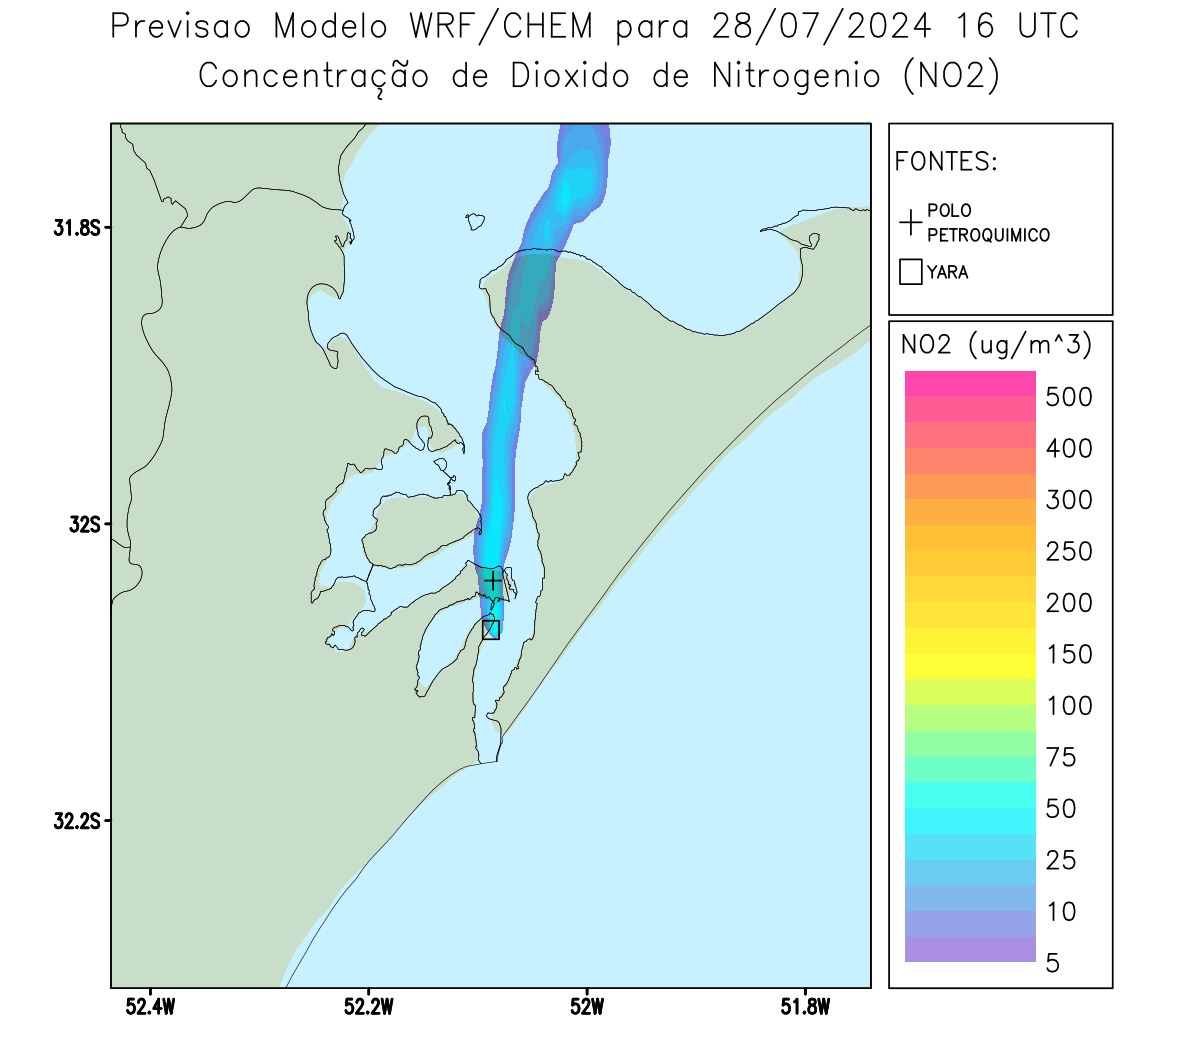 Previsao Modelo WRF/CHEM para 28/07/2024 16 UTC
Concentração de Dioxido de Nitrogenio (NO2)
FONTES:
POLO
PETROQUIMICO
YARA
31.8S
32S
32.2S
52.4W
52.2W
52W
51.8W
NO2 (ug/m^3)
500
400
300
250
200
150
100
75
50
25
10
5